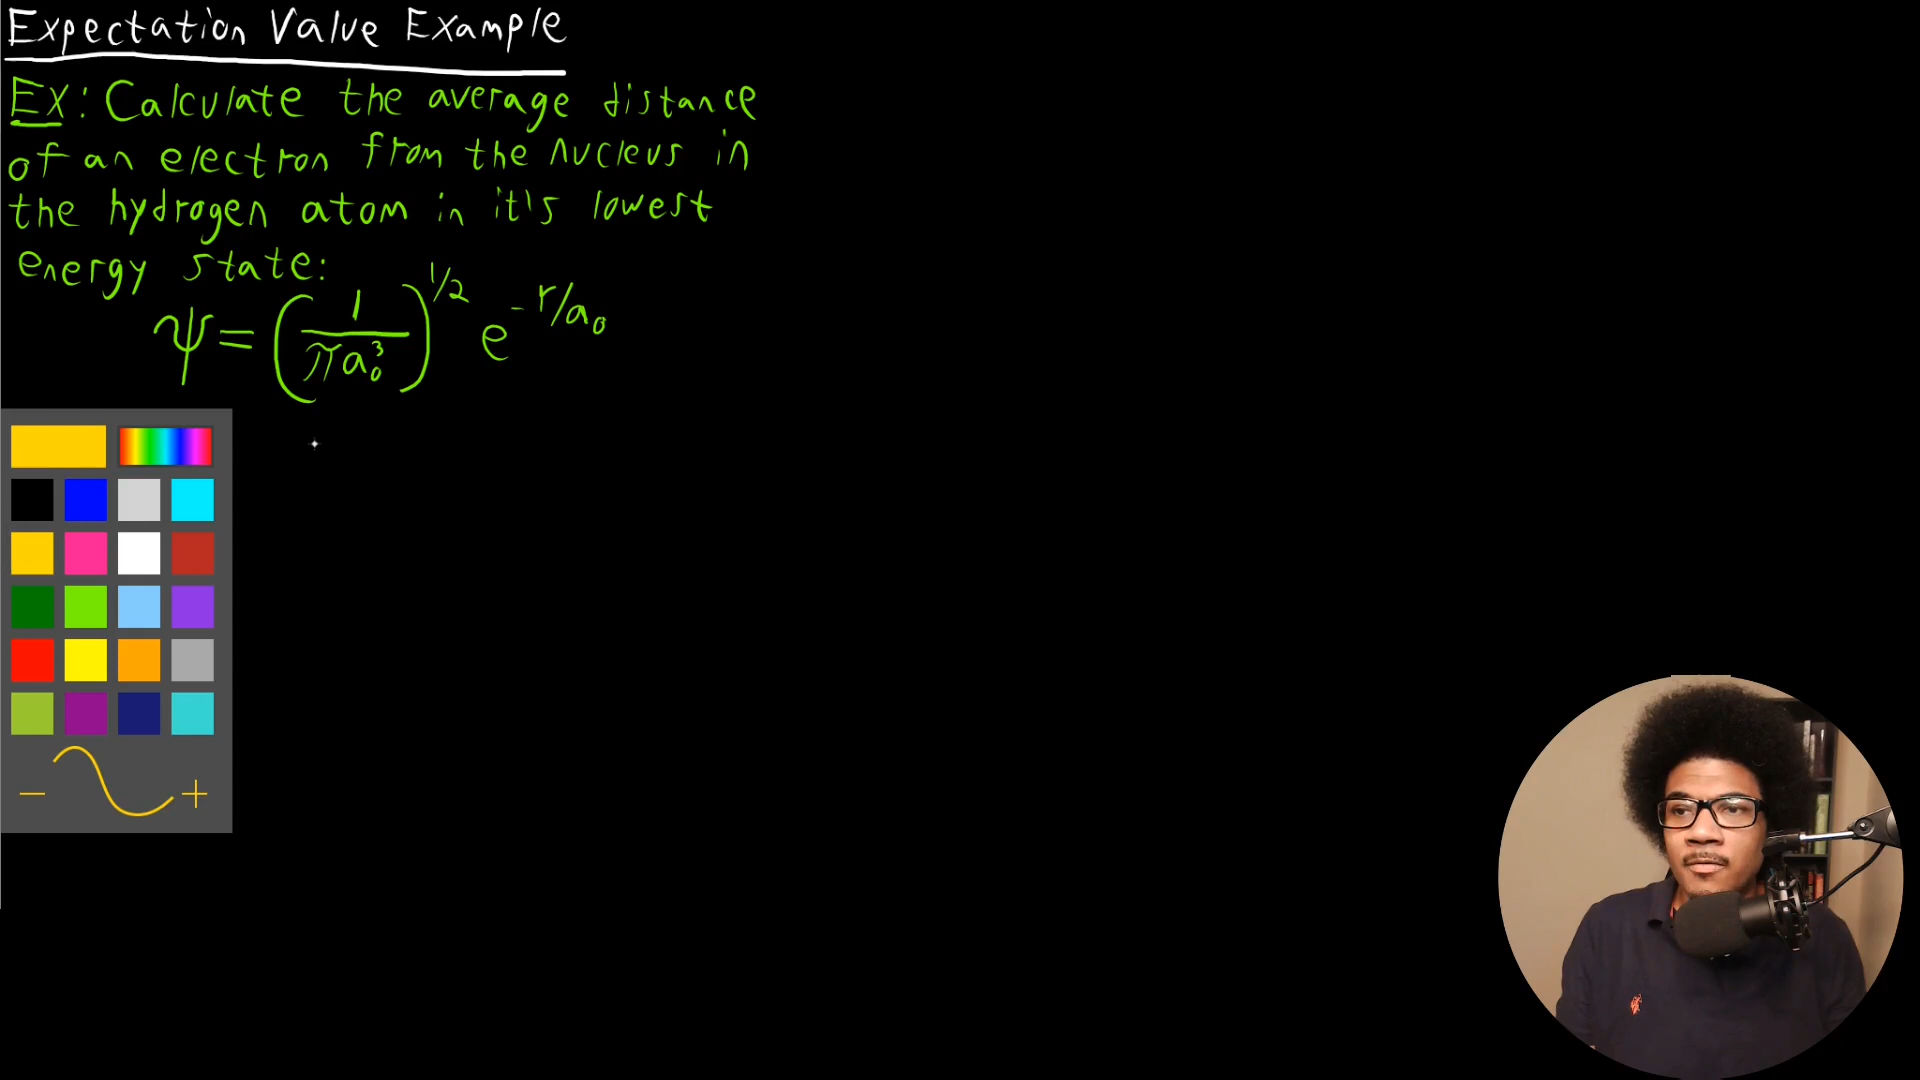 Expectation Value Example
Ex: Calculate the average distance
of an electron from the nucleus in
the hydrogen atom in it's lowest
energy state:
ψ = (1/πa₀³)^1/2 e^-r/a₀